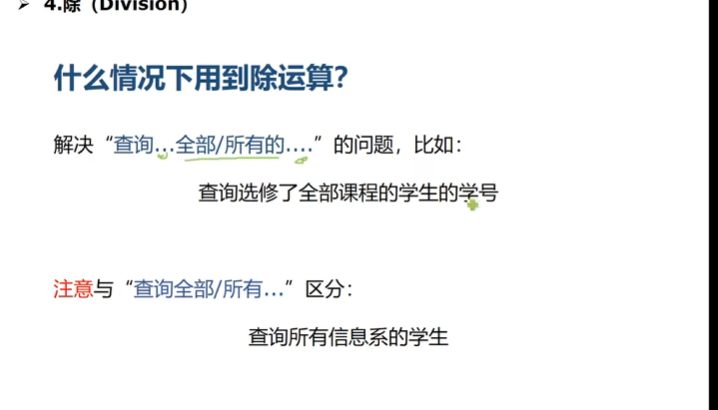 4.除（Division）
什么情况下用到除运算？
解决“查询…全部/所有的….”的问题，比如：
查询选修了全部课程的学生的学号
注意与“查询全部/所有…”区分：
查询所有信息系的学生